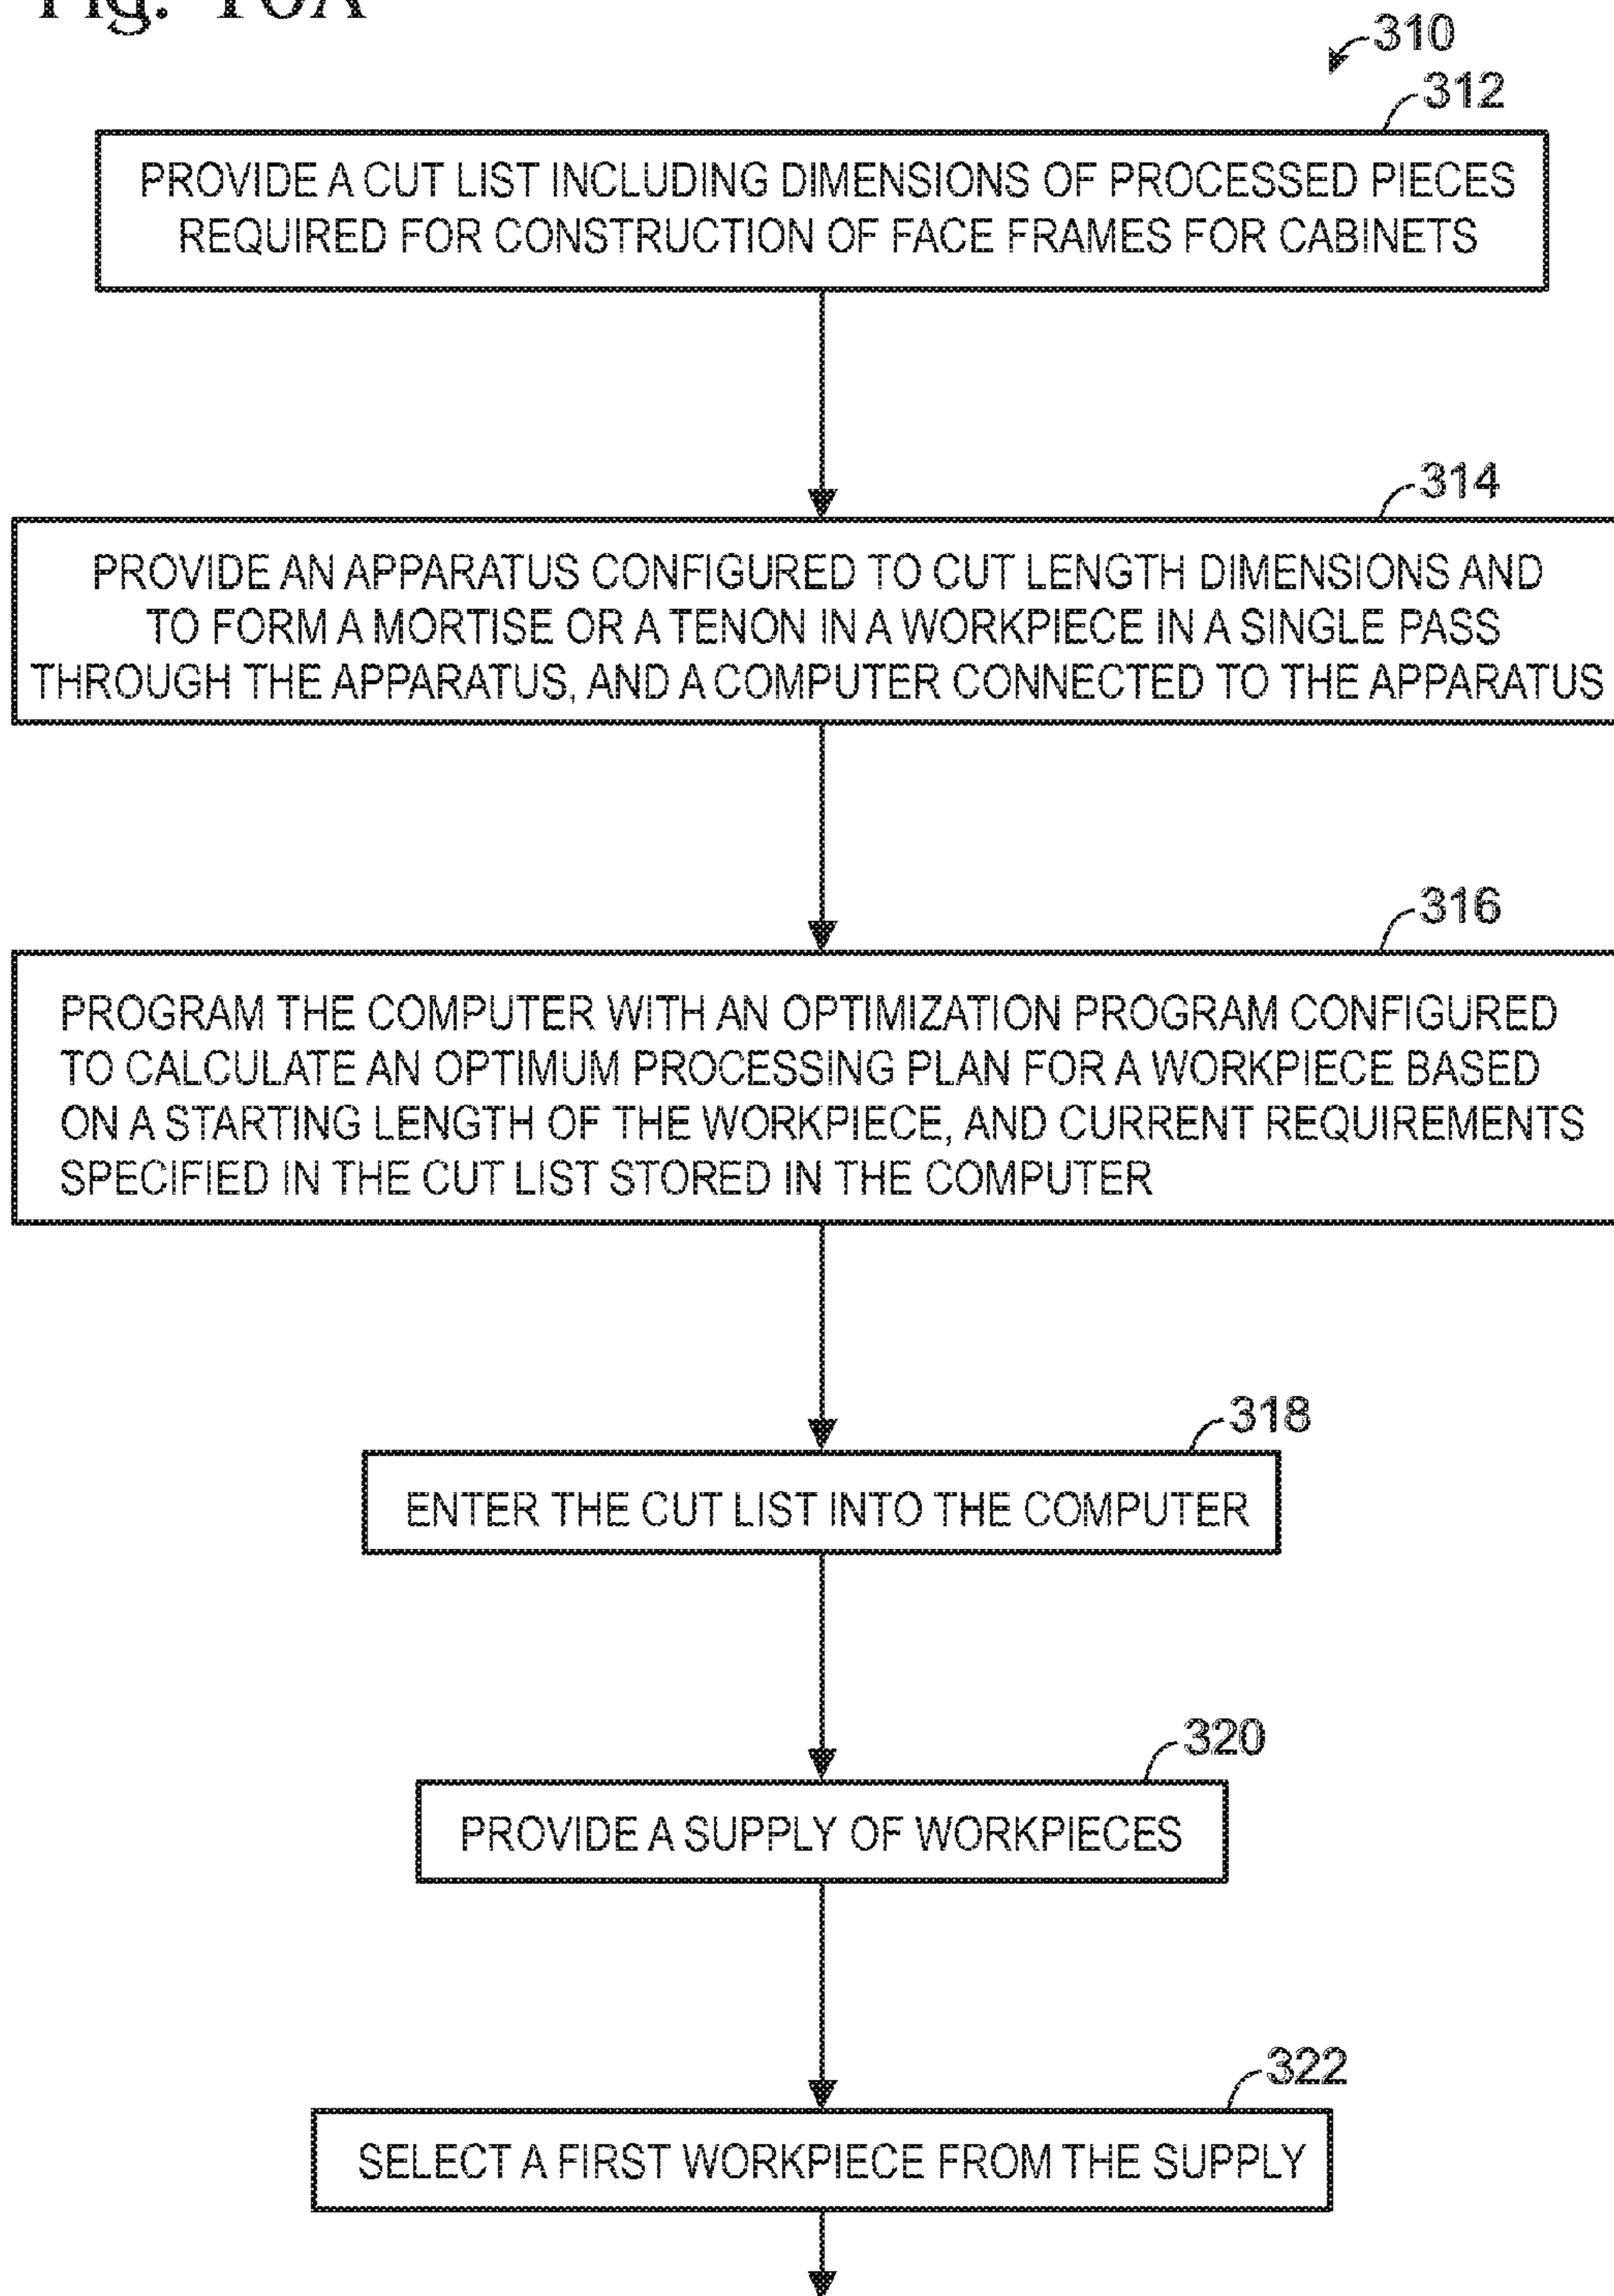 Fig. 10A
310
312
PROVIDE A CUT LIST INCLUDING DIMENSIONS OF PROCESSED PIECES
REQUIRED FOR CONSTRUCTION OF FACE FRAMES FOR CABINETS
314
PROVIDE AN APPARATUS CONFIGURED TO CUT LENGTH DIMENSIONS AND
TO FORM A MORTISE OR A TENON IN A WORKPIECE IN A SINGLE PASS
THROUGH THE APPARATUS, AND A COMPUTER CONNECTED TO THE APPARATUS
316
PROGRAM THE COMPUTER WITH AN OPTIMIZATION PROGRAM CONFIGURED
TO CALCULATE AN OPTIMUM PROCESSING PLAN FOR A WORKPIECE BASED
ON A STARTING LENGTH OF THE WORKPIECE, AND CURRENT REQUIREMENTS
SPECIFIED IN THE CUT LIST STORED IN THE COMPUTER
318
ENTER THE CUT LIST INTO THE COMPUTER
320
PROVIDE A SUPPLY OF WORKPIECES
322
SELECT A FIRST WORKPIECE FROM THE SUPPLY